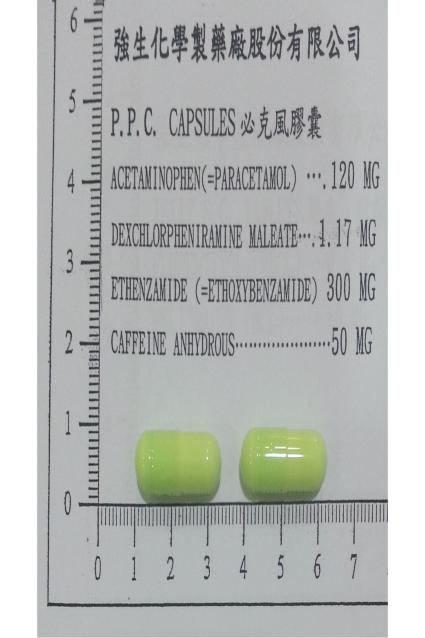 強生化學製藥廠股份有限公司
P.P.C. CAPSULES 必克風膠囊
ACETAMINOPHEN(=PARACETAMOL) ….120 MG
DEXCHLORPHENIRAMINE MALEATE….1.17 MG
ETHENZAMIDE (=ETHOXYBENZAMIDE) 300 MG
CAFFEINE ANHYDROUS…………………50 MG
6
5
4
3
2
1
0
0 1 2 3 4 5 6 7